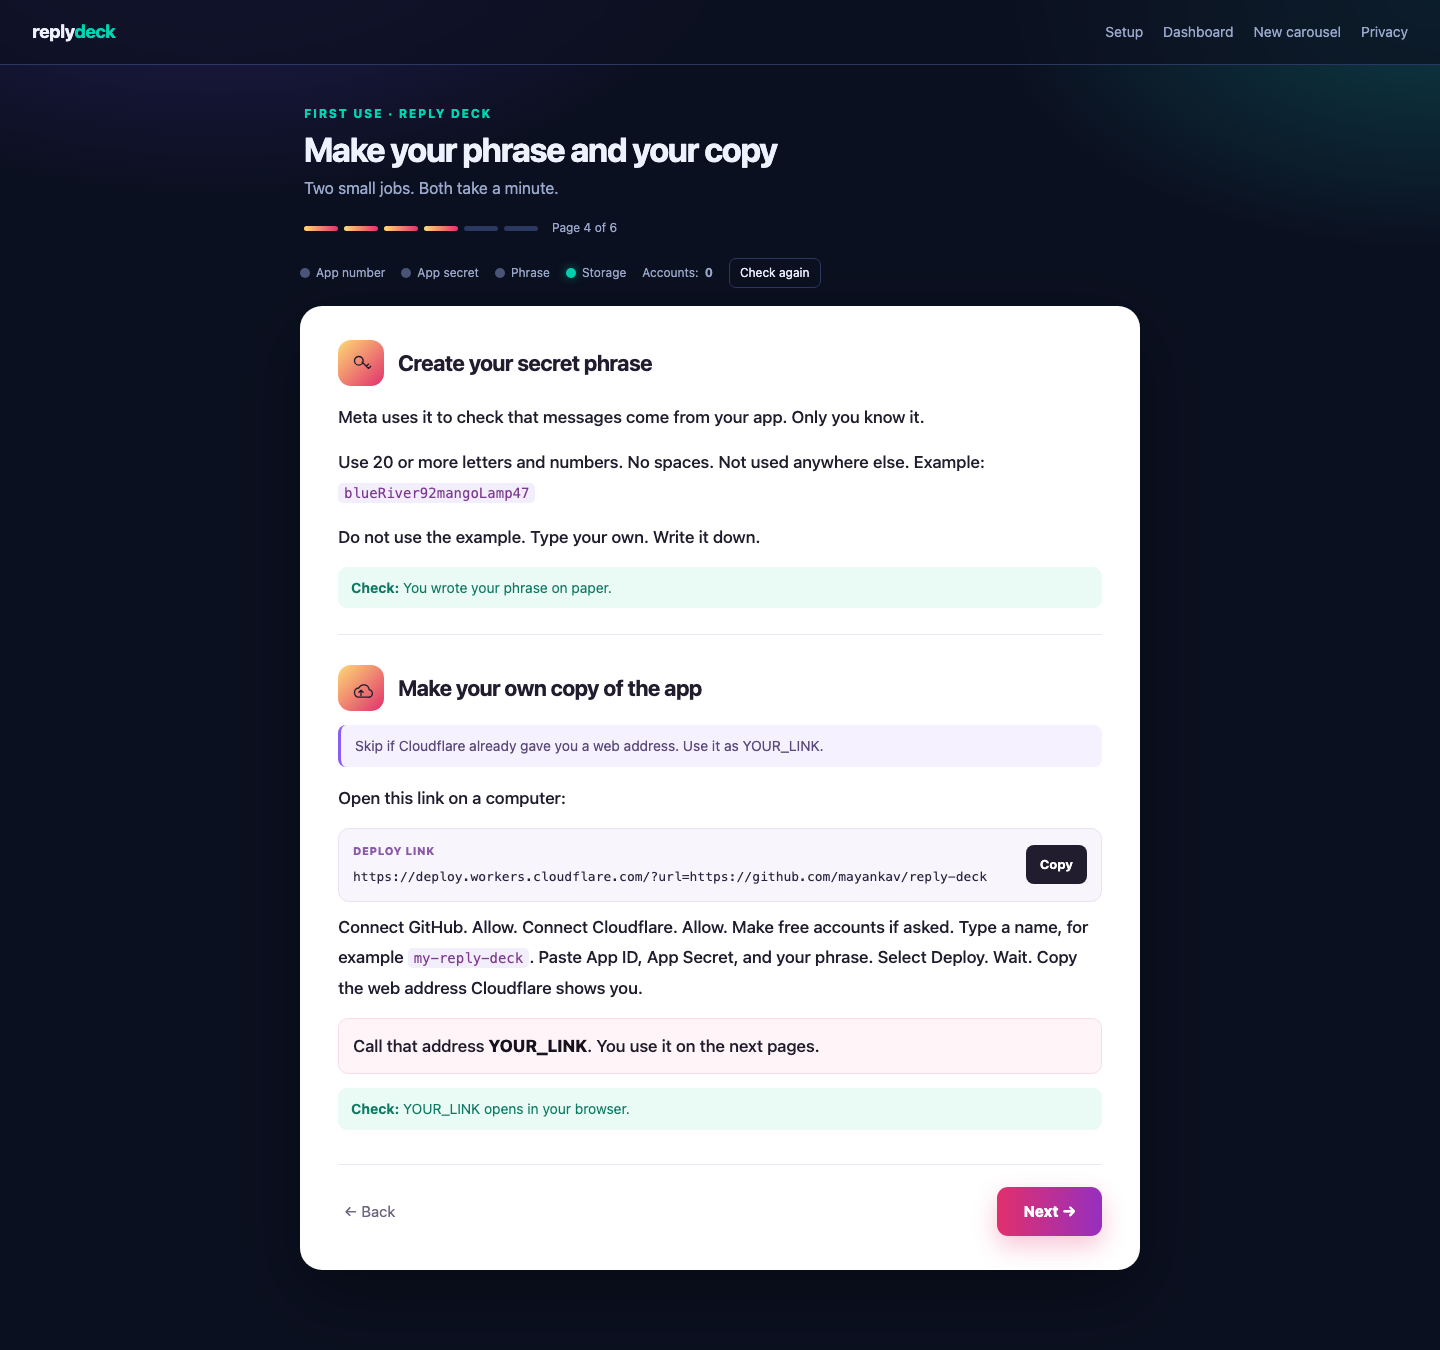 replydeck
Setup Dashboard New carousel Privacy
FIRST USE · REPLY DECK
Make your phrase and your copy
Two small jobs. Both take a minute.
Page 4 of 6
App number App secret Phrase Storage Accounts: 0 Check again
Create your secret phrase
Meta uses it to check that messages come from your app. Only you know it.
Use 20 or more letters and numbers. No spaces. Not used anywhere else. Example:
blueRiver92mangoLamp47
Do not use the example. Type your own. Write it down.
Check: You wrote your phrase on paper.
Make your own copy of the app
Skip if Cloudflare already gave you a web address. Use it as YOUR_LINK.
Open this link on a computer:
DEPLOY LINK
https://deploy.workers.cloudflare.com/?url=https://github.com/mayankav/reply-deck
Copy
Connect GitHub. Allow. Connect Cloudflare. Allow. Make free accounts if asked. Type a name, for
example my-reply-deck. Paste App ID, App Secret, and your phrase. Select Deploy. Wait. Copy
the web address Cloudflare shows you.
Call that address YOUR_LINK. You use it on the next pages.
Check: YOUR_LINK opens in your browser.
← Back
Next →